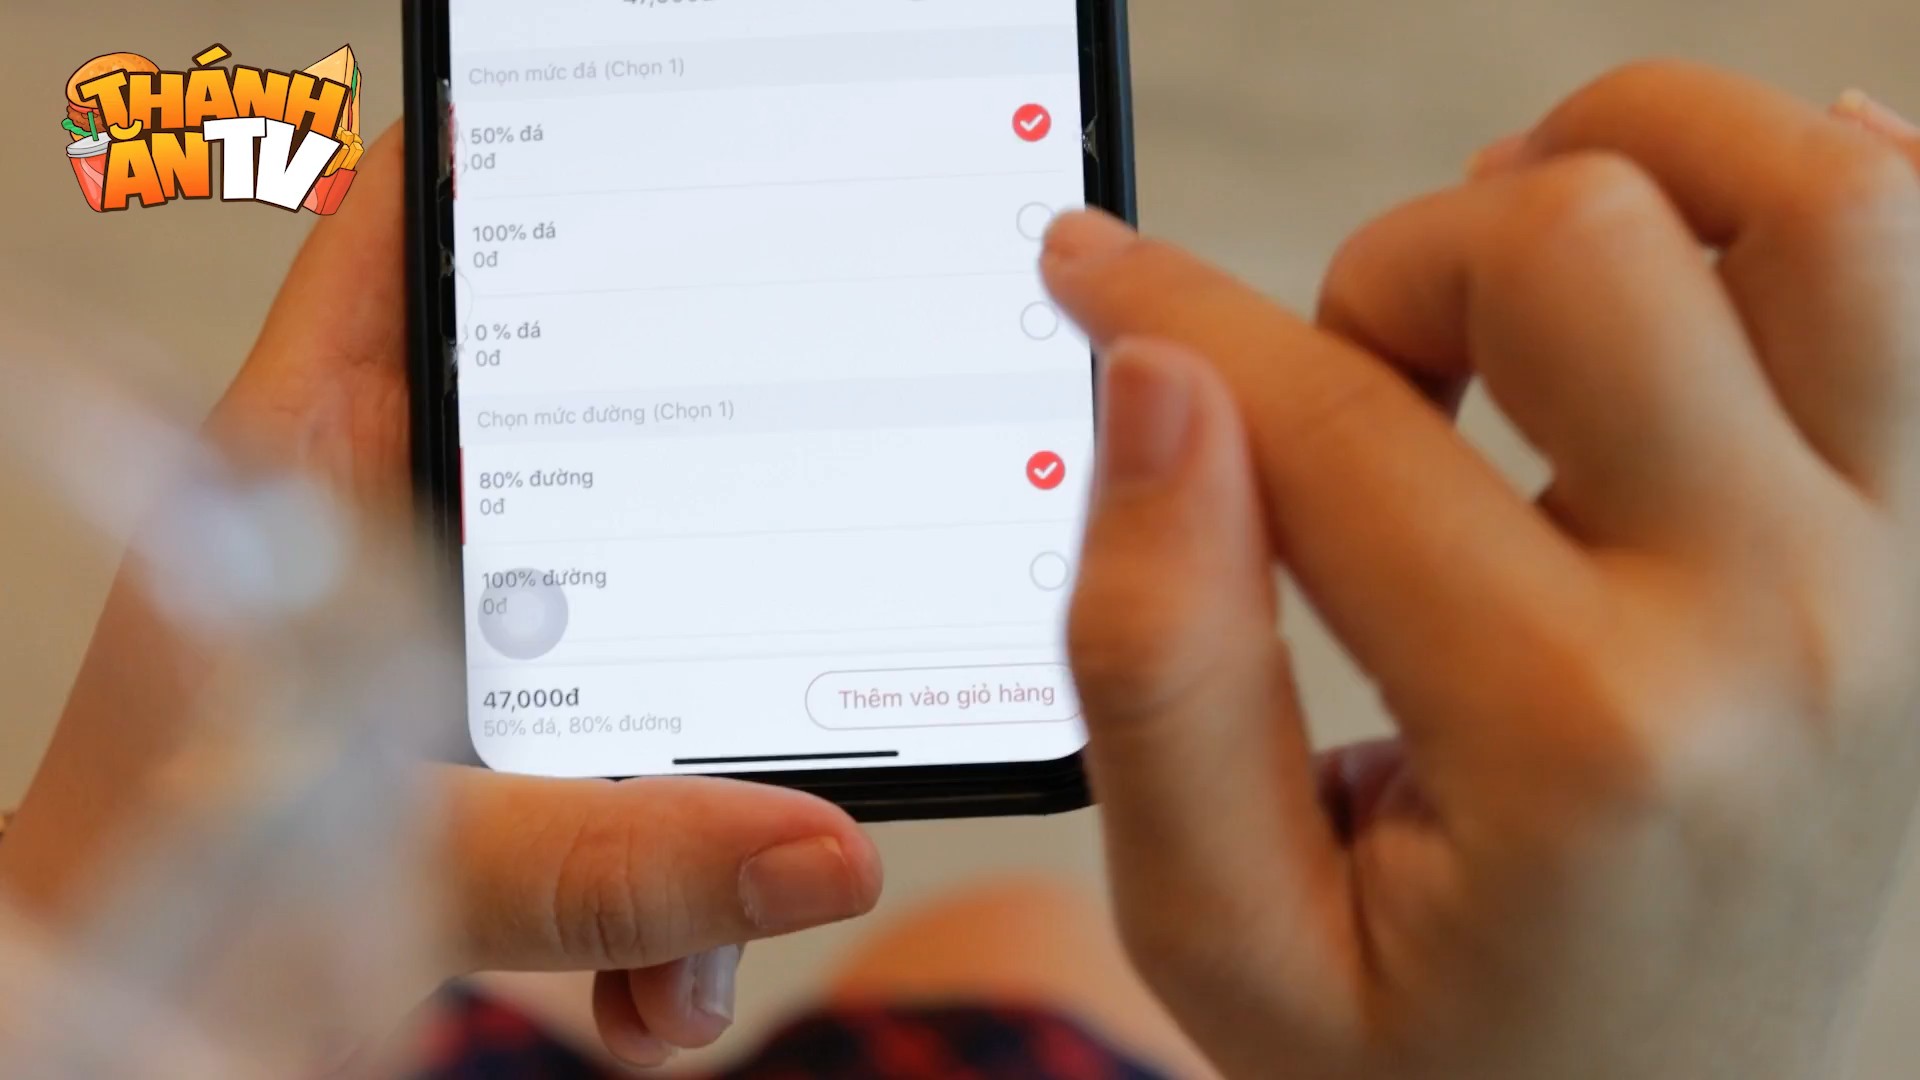 THÁNH
ĂN TV
Chọn mức đá (Chọn 1)
50% đá
0đ
100% đá
0đ
0 % đá
0đ
Chọn mức đường (Chọn 1)
80% đường
0đ
100% đường
0đ
47,000đ
50% đá, 80% đường
Thêm vào giỏ hàng